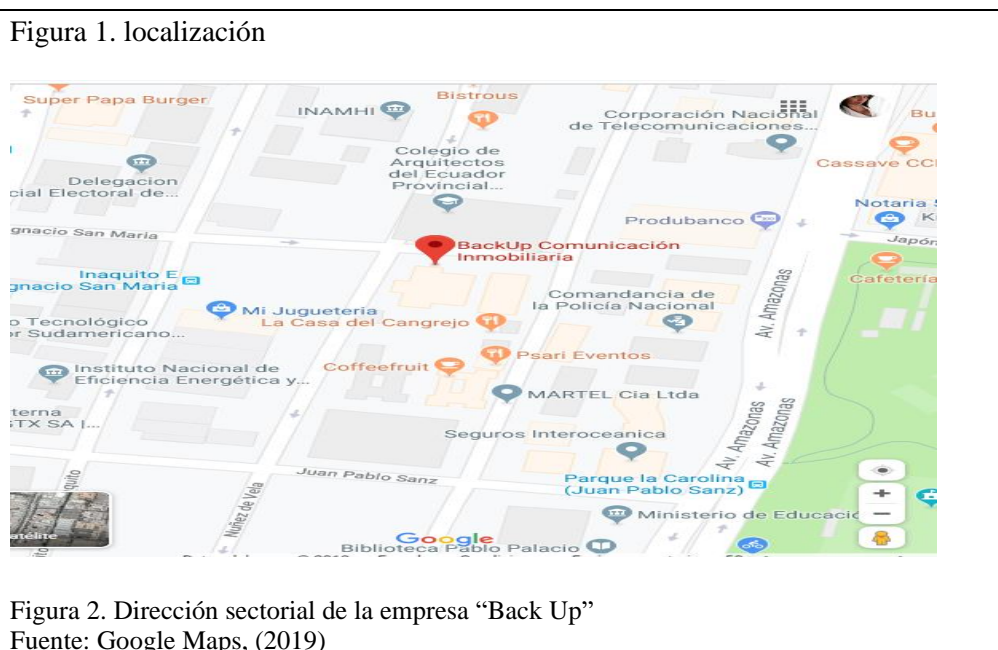 Figura 1. localización
Super Papa Burger
INAMHI
Bistrous
Corporación Nacional
de Telecomunicaciones...
Bu
Colegio de
Arquitectos
del Ecuador
Provincial...
Cassave CCI
Delegacion
cial Electoral de...
Notaria
Produbanco
K
gnacio San Maria
Japón
BackUp Comunicación
Inmobiliaria
Inaquito E
gnacio San Maria
Cafetería
Av. Amazonas
Mi Jugueteria
Comandancia de
la Policía Nacional
La Casa del Cangrejo
o Tecnológico
r Sudamericano...
Psari Eventos
Coffeefruit
Instituto Nacional de
Eficiencia Energética y...
MARTEL Cia Ltda
terna
TX SA |...
Av. Amazonas
Av. Amazonas
Seguros Interoceanica
Juan Pablo Sanz
quito
Nuñez de Vela
Parque la Carolina
(Juan Pablo Sanz)
Ministerio de Educaci
atélite
Google
Biblioteca Pablo Palacio
Figura 2. Dirección sectorial de la empresa “Back Up”
Fuente: Google Maps, (2019)